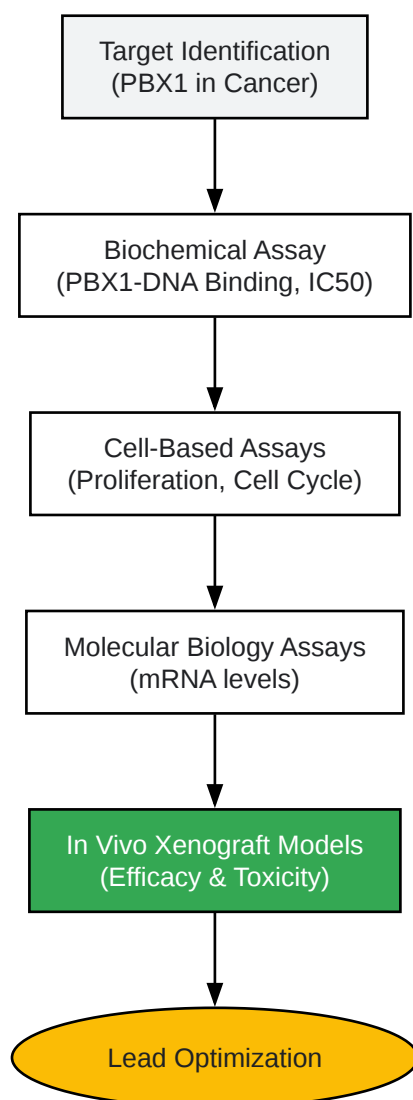 Target Identification
(PBX1 in Cancer)
Biochemical Assay
(PBX1-DNA Binding, IC50)
Cell-Based Assays
(Proliferation, Cell Cycle)
Molecular Biology Assays
(mRNA levels)
In Vivo Xenograft Models
(Efficacy & Toxicity)
Lead Optimization